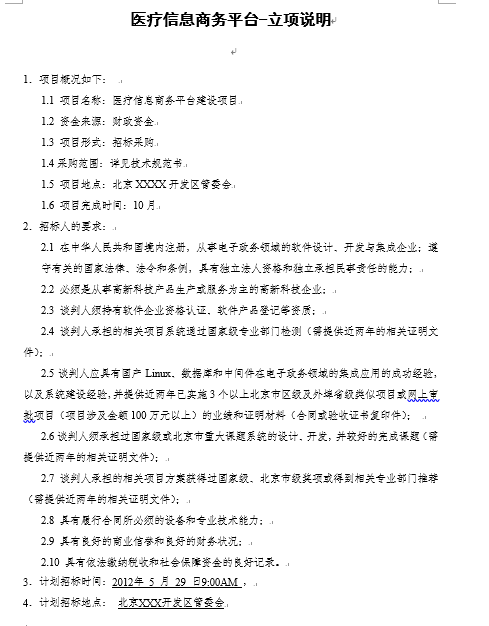 医疗信息商务平台–立项说明
1. 项目概况如下：
1.1 项目名称：医疗信息商务平台建设项目
1.2 资金来源：财政资金
1.3 项目形式：招标采购
1.4 采购范围：详见技术规范书
1.5 项目地点：北京 XXXX 开发区管委会
1.6 项目完成时间：10 月
2. 招标人的要求：
2.1 在中华人民共和国境内注册，从事电子政务领域的软件设计、开发与集成企业；遵
守有关的国家法律、法令和条例，具有独立法人资格和独立承担民事责任的能力；
2.2 必须是从事高新科技产品生产或服务为主的高新科技企业；
2.3 谈判人须持有软件企业资格认证、软件产品登记等资质；
2.4 谈判人承担的相关项目系统通过国家级专业部门检测（需提供近两年的相关证明文
件）；
2.5 谈判人应具有国产 Linux、数据库和中间件在电子政务领域的集成应用的成功经验，
以及系统建设经验，并提供近两年已实施 3 个以上北京市区级及外埠省级类似项目或网上审
批项目（项目涉及金额 100 万元以上）的业绩和证明材料（合同或验收证书复印件）；
2.6 谈判人须承担过国家级或北京市重大课题系统的设计、开发，并较好的完成课题（需
提供近两年的相关证明文件）；
2.7 谈判人承担的相关项目方案获得过国家级、北京市级奖项或得到相关专业部门推荐
（需提供近两年的相关证明文件）；
2.8 具有履行合同所必须的设备和专业技术能力；
2.9 具有良好的商业信誉和良好的财务状况；
2.10 具有依法缴纳税收和社会保障资金的良好记录。
3. 计划招标时间：2012年 5 月 29 日9:00AM ，
4. 计划招标地点： 北京XXX开发区管委会